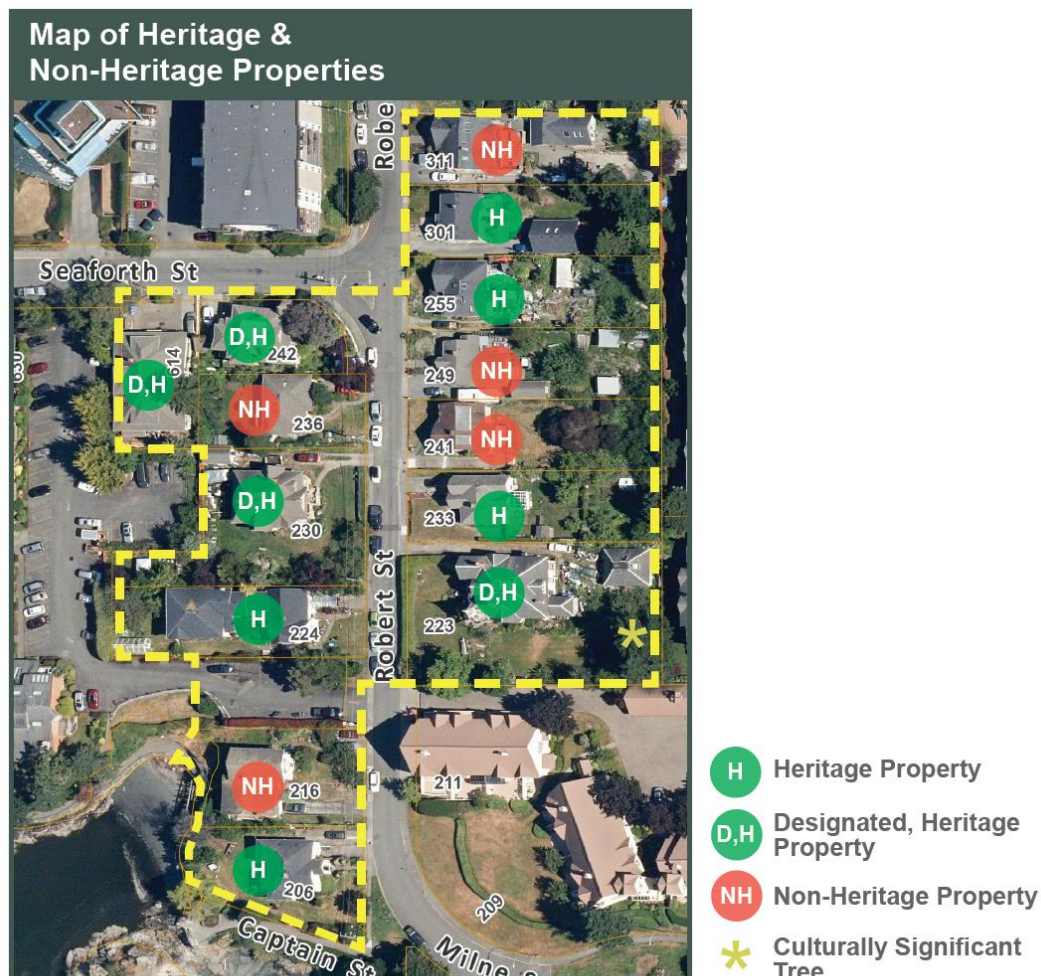 Map of Heritage &
Non-Heritage Properties
Robe
311
NH
301
H
Seaforth St
255
H
D,H
242
614
D,H
249
NH
NH
236
241
NH
D,H
230
233
H
Robert St
D,H
223
H
224
211
NH
216
H
206
209
Captain St
Milne S
H Heritage Property
D,H Designated, Heritage
Property
NH Non-Heritage Property
Culturally Significant
Tree